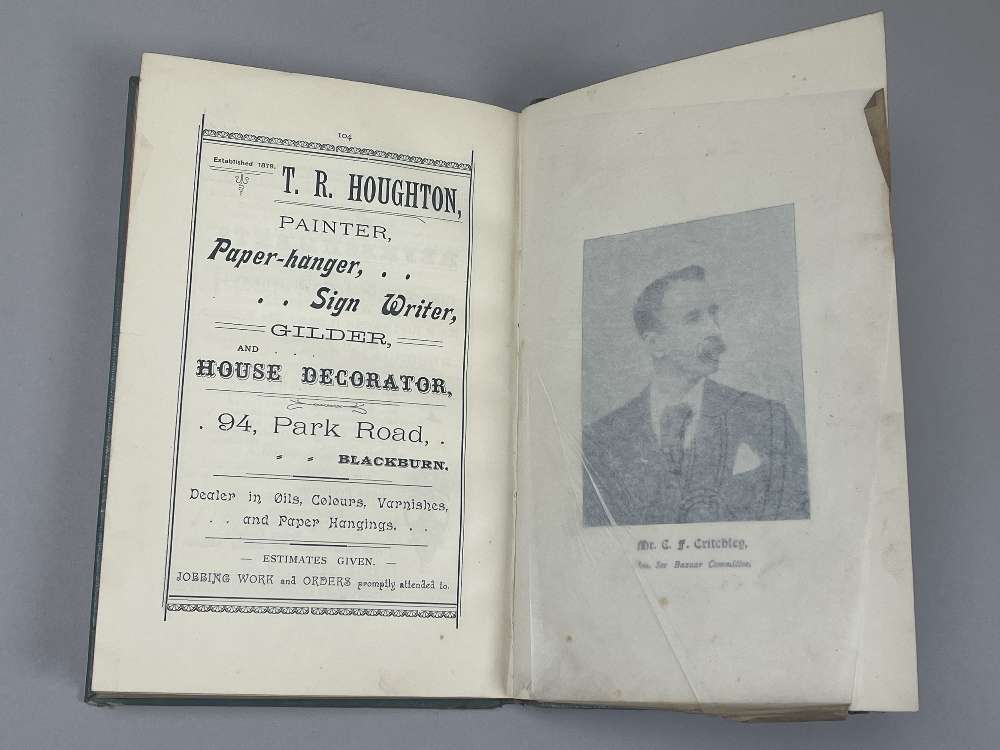 104
Established 1878.
T. R. HOUGHTON,
PAINTER,
Paper-hanger, . .
. . Sign Writer,
GILDER,
AND . . .
HOUSE DECORATOR,
. 94, Park Road, .
" " BLACKBURN.
Dealer in Oils, Colours, Varnishes,
. . and Paper Hangings. . .
— ESTIMATES GIVEN. —
JOBBING WORK and ORDERS promptly attended to.
Mr. C. F. Critchley,
Hon. Sec Bazaar Committee.